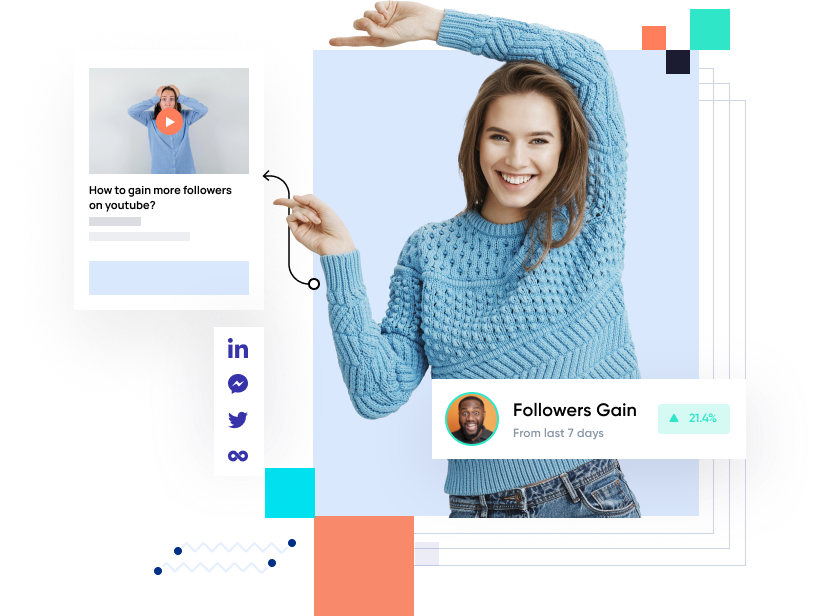 How to gain more followers
on youtube?
in
Followers Gain
From last 7 days
21.4%